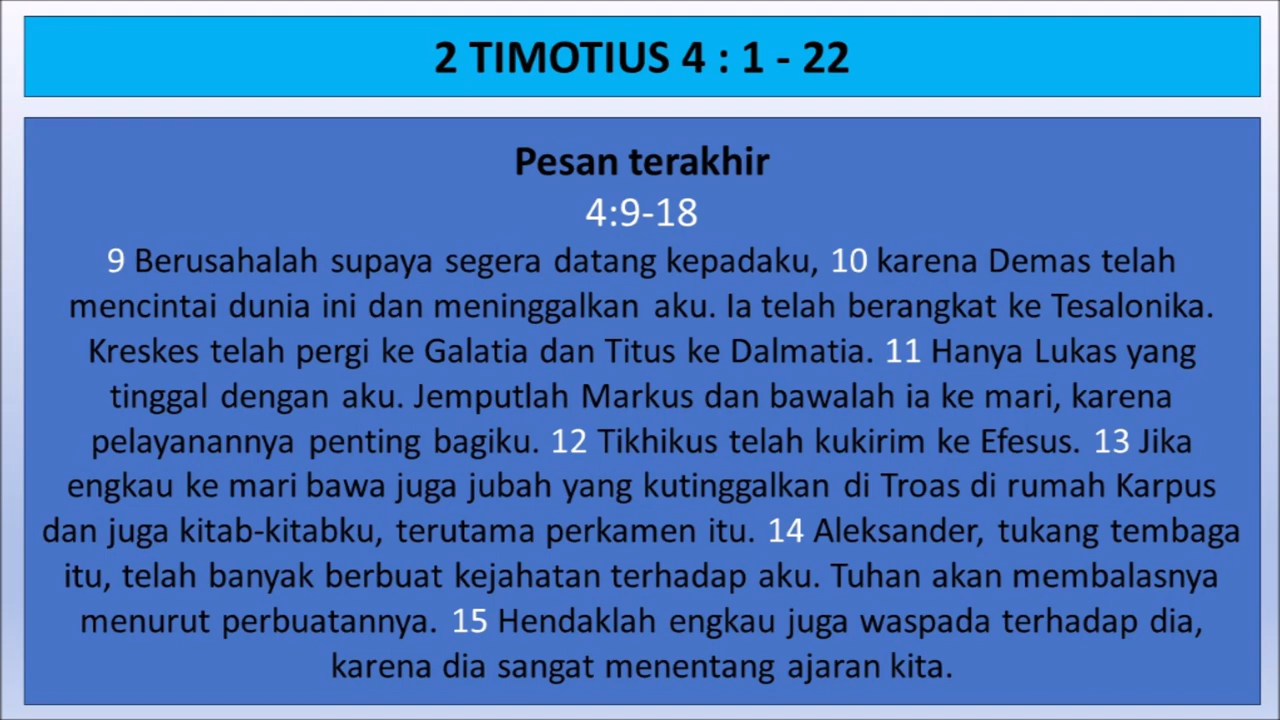 2 TIMOTIUS 4 : 1 - 22
Pesan terakhir
4:9-18
9 Berusahalah supaya segera datang kepadaku, 10 karena Demas telah
mencintai dunia ini dan meninggalkan aku. Ia telah berangkat ke Tesalonika.
Kreskes telah pergi ke Galatia dan Titus ke Dalmatia. 11 Hanya Lukas yang
tinggal dengan aku. Jemputlah Markus dan bawalah ia ke mari, karena
pelayanannya penting bagiku. 12 Tikhikus telah kukirim ke Efesus. 13 Jika
engkau ke mari bawa juga jubah yang kutinggalkan di Troas di rumah Karpus
dan juga kitab-kitabku, terutama perkamen itu. 14 Aleksander, tukang tembaga
itu, telah banyak berbuat kejahatan terhadap aku. Tuhan akan membalasnya
menurut perbuatannya. 15 Hendaklah engkau juga waspada terhadap dia,
karena dia sangat menentang ajaran kita.